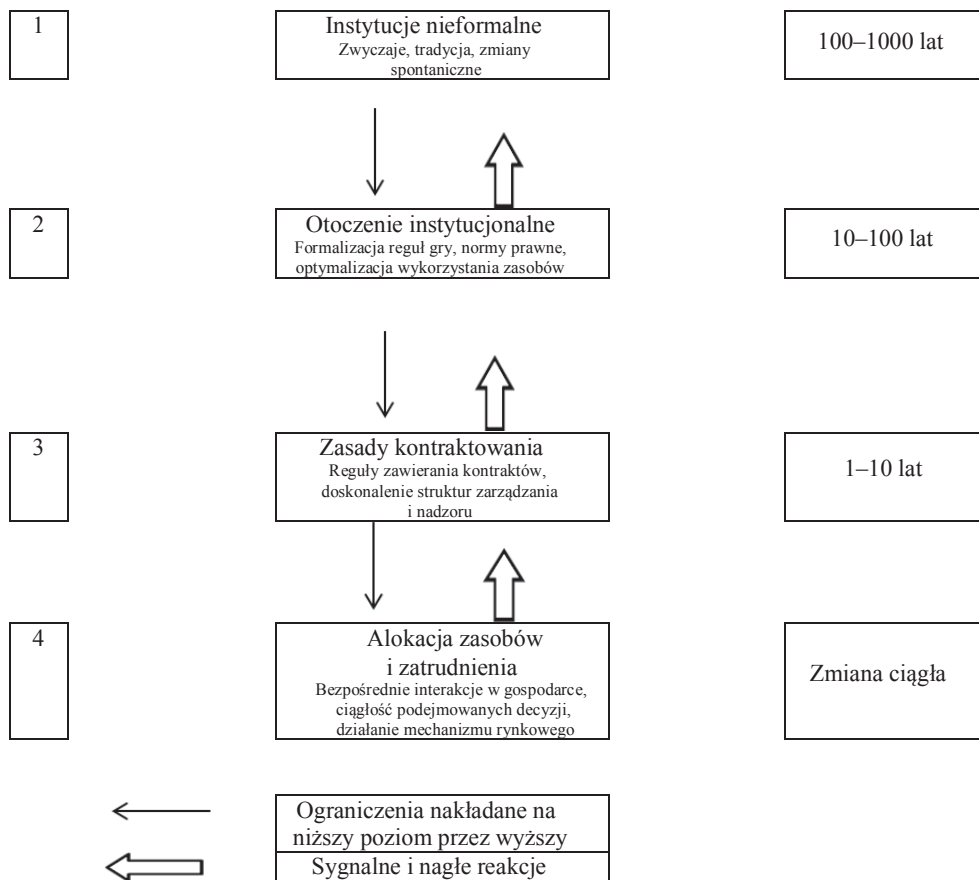 1
Instytucje nieformalne
Zwyczaje, tradycja, zmiany
spontaniczne
100–1000 lat
2
Otoczenie instytucjonalne
Formalizacja reguł gry, normy prawne,
optymalizacja wykorzystania zasobów
10–100 lat
3
Zasady kontraktowania
Reguły zawierania kontraktów,
doskonalenie struktur zarządzania
i nadzoru
1–10 lat
4
Alokacja zasobów
i zatrudnienia
Bezpośrednie interakcje w gospodarce,
ciągłość podejmowanych decyzji,
działanie mechanizmu rynkowego
Zmiana ciągła
Ograniczenia nakładane na
niższy poziom przez wyższy
Sygnalne i nagłe reakcje